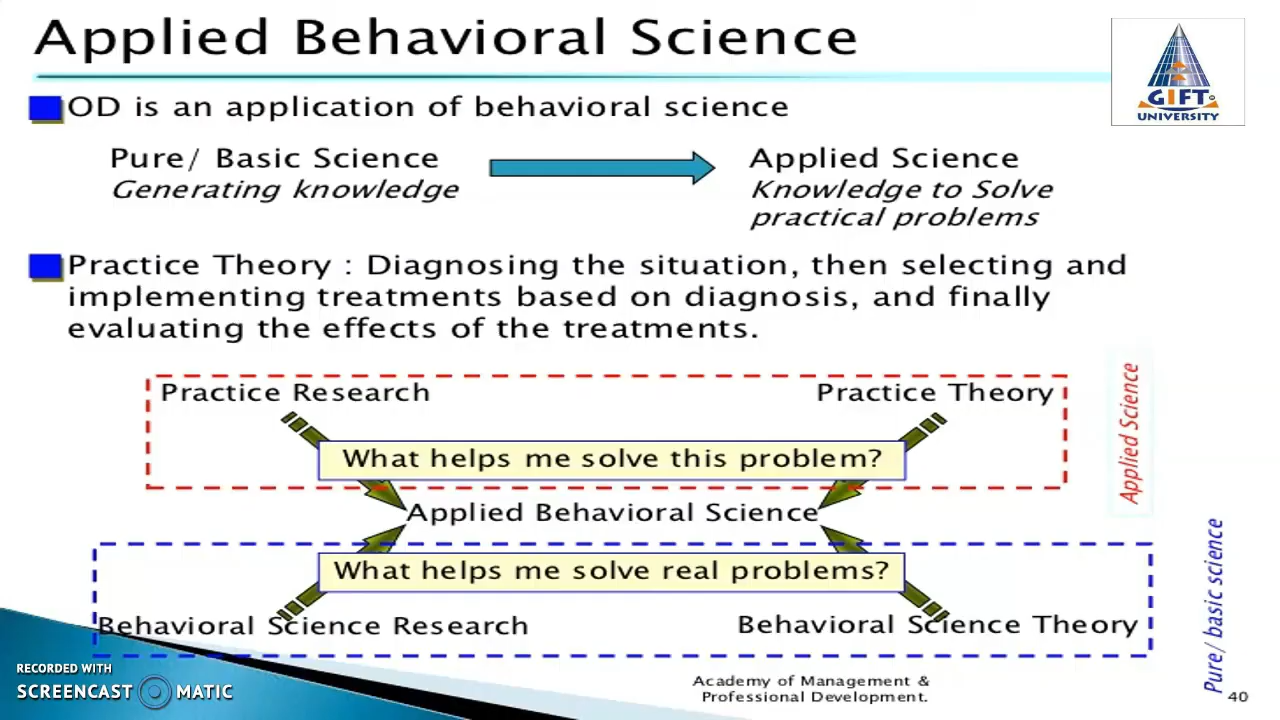 Applied Behavioral Science
GIFT
UNIVERSITY
OD is an application of behavioral science
Pure/ Basic Science
Generating knowledge
Applied Science
Knowledge to Solve
practical problems
Practice Theory : Diagnosing the situation, then selecting and
implementing treatments based on diagnosis, and finally
evaluating the effects of the treatments.
Practice Research
Practice Theory
What helps me solve this problem?
Applied Science
Applied Behavioral Science
What helps me solve real problems?
Behavioral Science Research
Behavioral Science Theory
Pure/ basic science
RECORDED WITH
SCREENCAST MATIC
Academy of Management &
Professional Development.
40